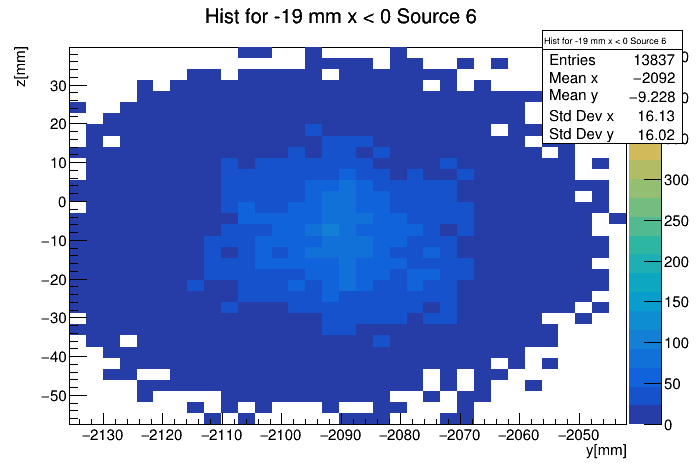 Hist for -19 mm x < 0 Source 6
z[mm]
30
20
10
0
−10
−20
−30
−40
−50
−2130 −2120 −2110 −2100 −2090 −2080 −2070 −2060 −2050
y[mm]
Hist for -19 mm x < 0 Source 6
Entries 13837
Mean x −2092
Mean y −9.228
Std Dev x 16.13
Std Dev y 16.02
300
250
200
150
100
50
0